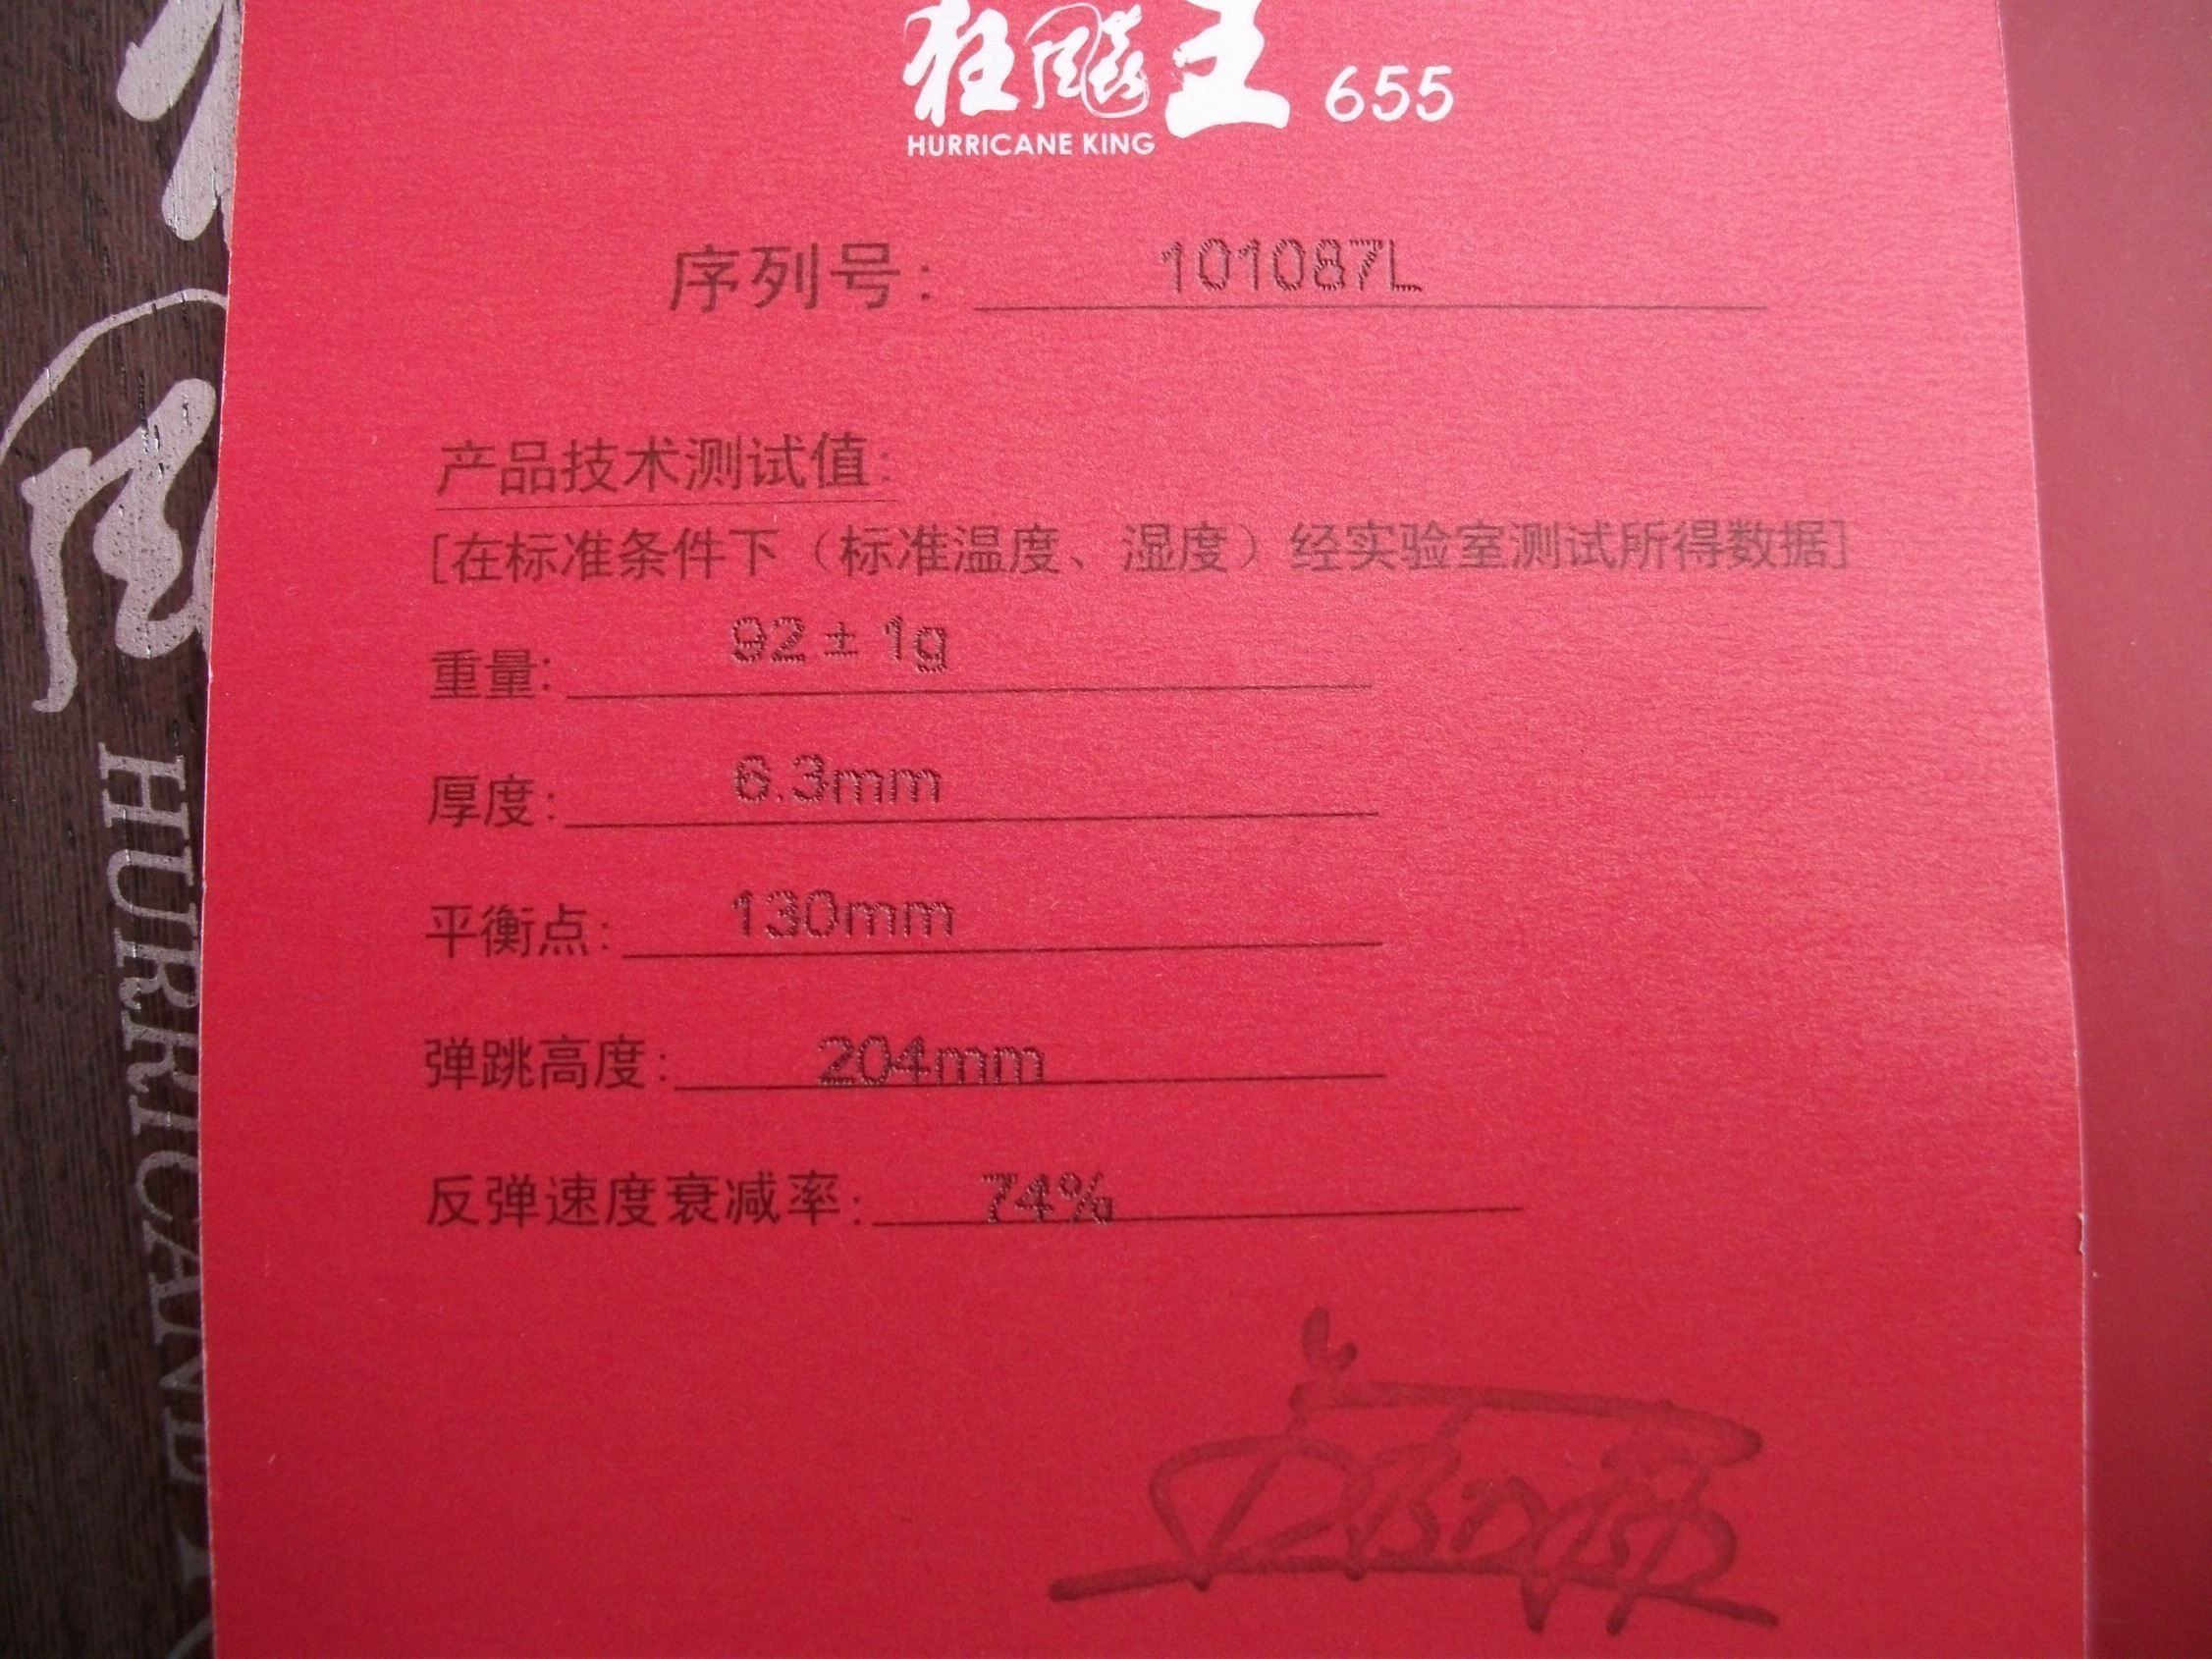 狂飚王 655
HURRICANE KING
序列号: 101087L
产品技术测试值:
[在标准条件下（标准温度、湿度）经实验室测试所得数据]
重量: 92 ± 1g
厚度: 6.3mm
平衡点: 130mm
弹跳高度: 204mm
反弹速度衰减率: 74%
HURRICANE